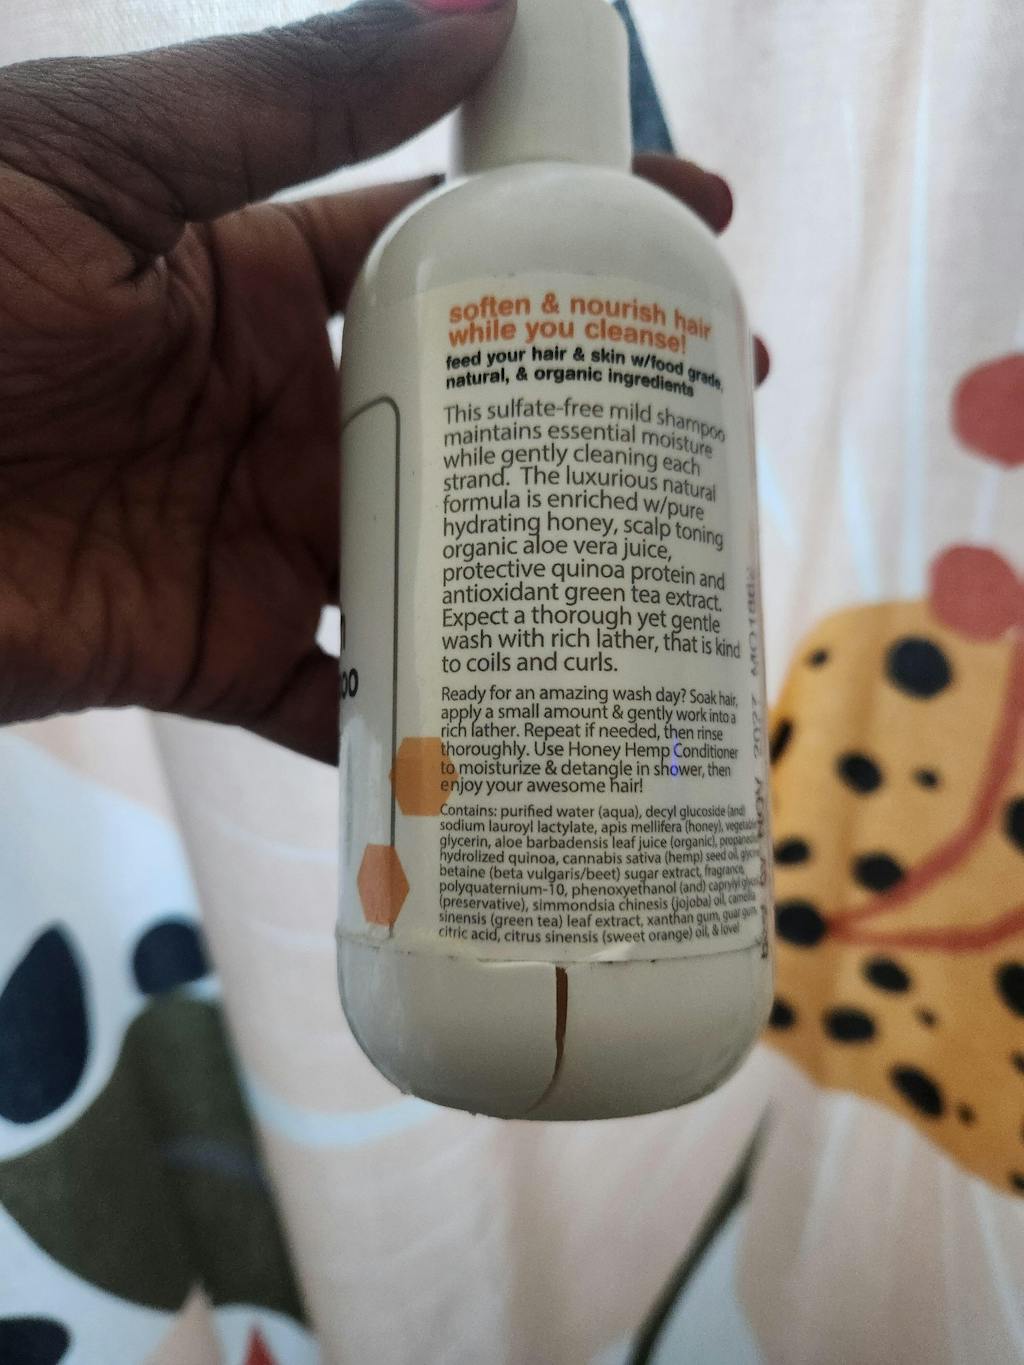 soften & nourish hair
while you cleanse!
feed your hair & skin w/food grade,
natural, & organic ingredients
This sulfate-free mild shampoo
maintains essential moisture
while gently cleaning each
strand. The luxurious natural
formula is enriched w/pure
hydrating honey, scalp toning
organic aloe vera juice,
protective quinoa protein and
antioxidant green tea extract.
Expect a thorough yet gentle
wash with rich lather, that is kind
to coils and curls.
Ready for an amazing wash day? Soak hair,
apply a small amount & gently work into a
rich lather. Repeat if needed, then rinse
thoroughly. Use Honey Hemp Conditioner
to moisturize & detangle in shower, then
enjoy your awesome hair!
Contains: purified water (aqua), decyl glucoside (and)
sodium lauroyl lactylate, apis mellifera (honey),
glycerin, aloe barbadensis leaf juice (organic),
hydrolized quinoa, cannabis sativa (hemp) seed oil,
betaine (beta vulgaris/beet) sugar extract, fragrance,
polyquaternium-10, phenoxyethanol (and)
(preservative), simmondsia chinesis (jojoba) oil,
sinensis (green tea) leaf extract, xanthan gum, guar gum,
citric acid, citrus sinensis (sweet orange) oil, & love!
NOV 2027